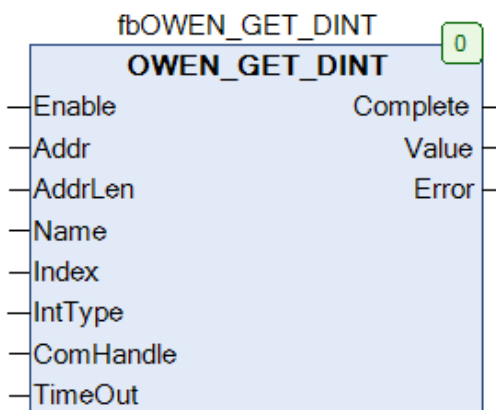 fbOWEN_GET_DINT
0
OWEN_GET_DINT
Enable Complete
Addr Value
AddrLen Error
Name
Index
IntType
ComHandle
TimeOut